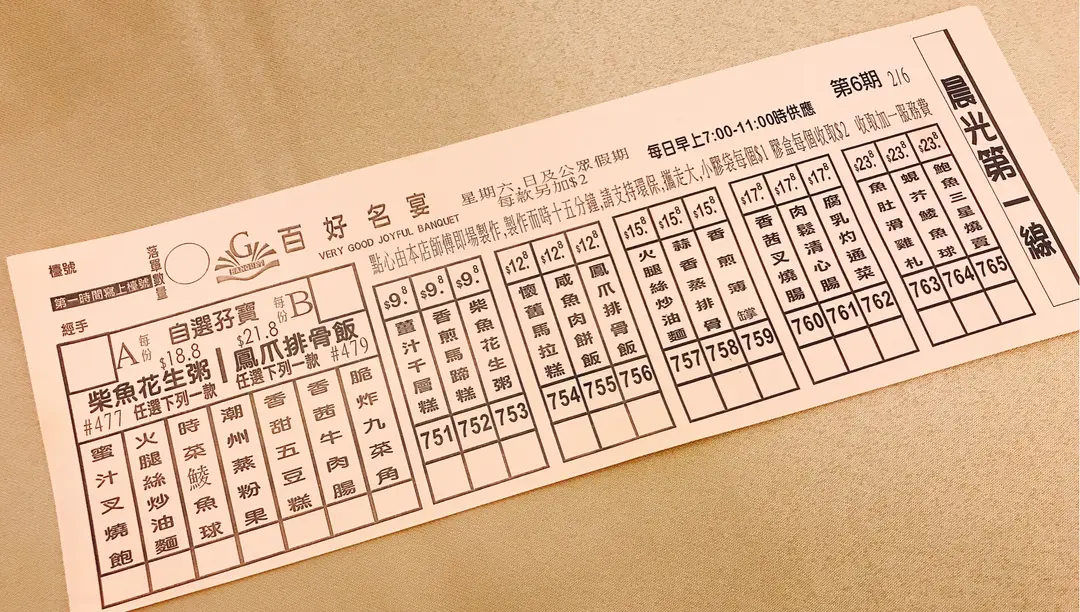 晨光第一線
第6期 2/6
每日早上7:00-11:00時供應
星期六,日及公眾假期
每款另加$2
點心由本店師傅即場製作,製作而時十五分鐘,請支持環保,攜走大,小膠袋每個$1 膠盒每個收取$2 收取加一服務費
百好名宴
VERY GOOD JOYFUL BANQUET
G
BANQUET
檯號
落單數量
第一時間寫上檯號
經手
自選孖寶
A 每份 $18.8
$21.8 每份 B
柴魚花生粥
鳳爪排骨飯
#477 任選下列一款
任選下列一款 #479
蜜汁叉燒飽
火腿絲炒油麵
時菜鯪魚球
潮州蒸粉果
香甜五豆糕
香茜牛肉腸
脆炸九菜角
$9.8 薑汁千層糕 751
$9.8 香煎馬蹄糕 752
$9.8 柴魚花生粥 753
$12.8 懷舊馬拉糕 754
$12.8 咸魚肉餅飯 755
$12.8 鳳爪排骨飯 756
$15.8 火腿絲炒油麵 757
$15.8 蒜香蒸排骨 758
$15.8 香煎薄罉 759
$17.8 香茜叉燒腸 760
$17.8 肉鬆清心腸 761
$17.8 腐乳灼通菜 762
$23.8 魚肚滑雞札 763
$23.8 蜆芥鯪魚球 764
$23.8 鮑魚三星燒賣 765